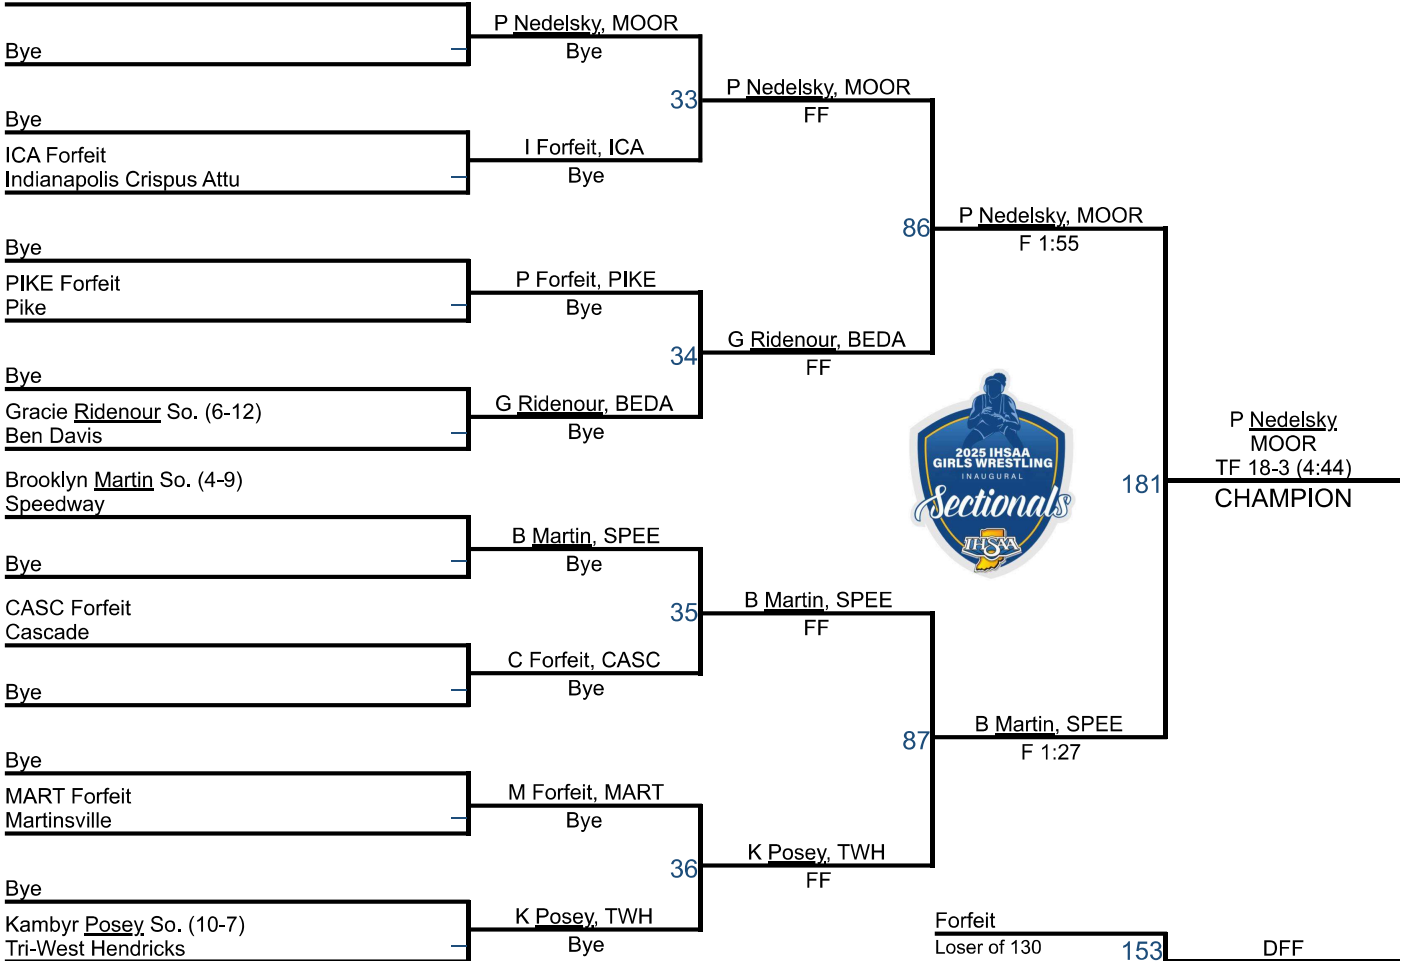 Bye
Bye
ICA Forfeit
Indianapolis Crispus Attu
Bye
PIKE Forfeit
Pike
Bye
Gracie Ridenour So. (6-12)
Ben Davis
Brooklyn Martin So. (4-9)
Speedway
Bye
CASC Forfeit
Cascade
Bye
Bye
MART Forfeit
Martinsville
Bye
Kambyr Posey So. (10-7)
Tri-West Hendricks
P Nedelsky, MOOR
Bye
33
I Forfeit, ICA
Bye
P Forfeit, PIKE
Bye
34
G Ridenour, BEDA
Bye
B Martin, SPEE
Bye
35
C Forfeit, CASC
Bye
M Forfeit, MART
Bye
36
K Posey, TWH
Bye
P Nedelsky, MOOR
FF
86
G Ridenour, BEDA
FF
B Martin, SPEE
FF
87
K Posey, TWH
FF
P Nedelsky, MOOR
F 1:55
2025 IHSAA
GIRLS WRESTLING
INAUGURAL
Sectionals
IHSAA
181
B Martin, SPEE
F 1:27
P Nedelsky
MOOR
TF 18-3 (4:44)
CHAMPION
Forfeit
Loser of 130
153
DFF